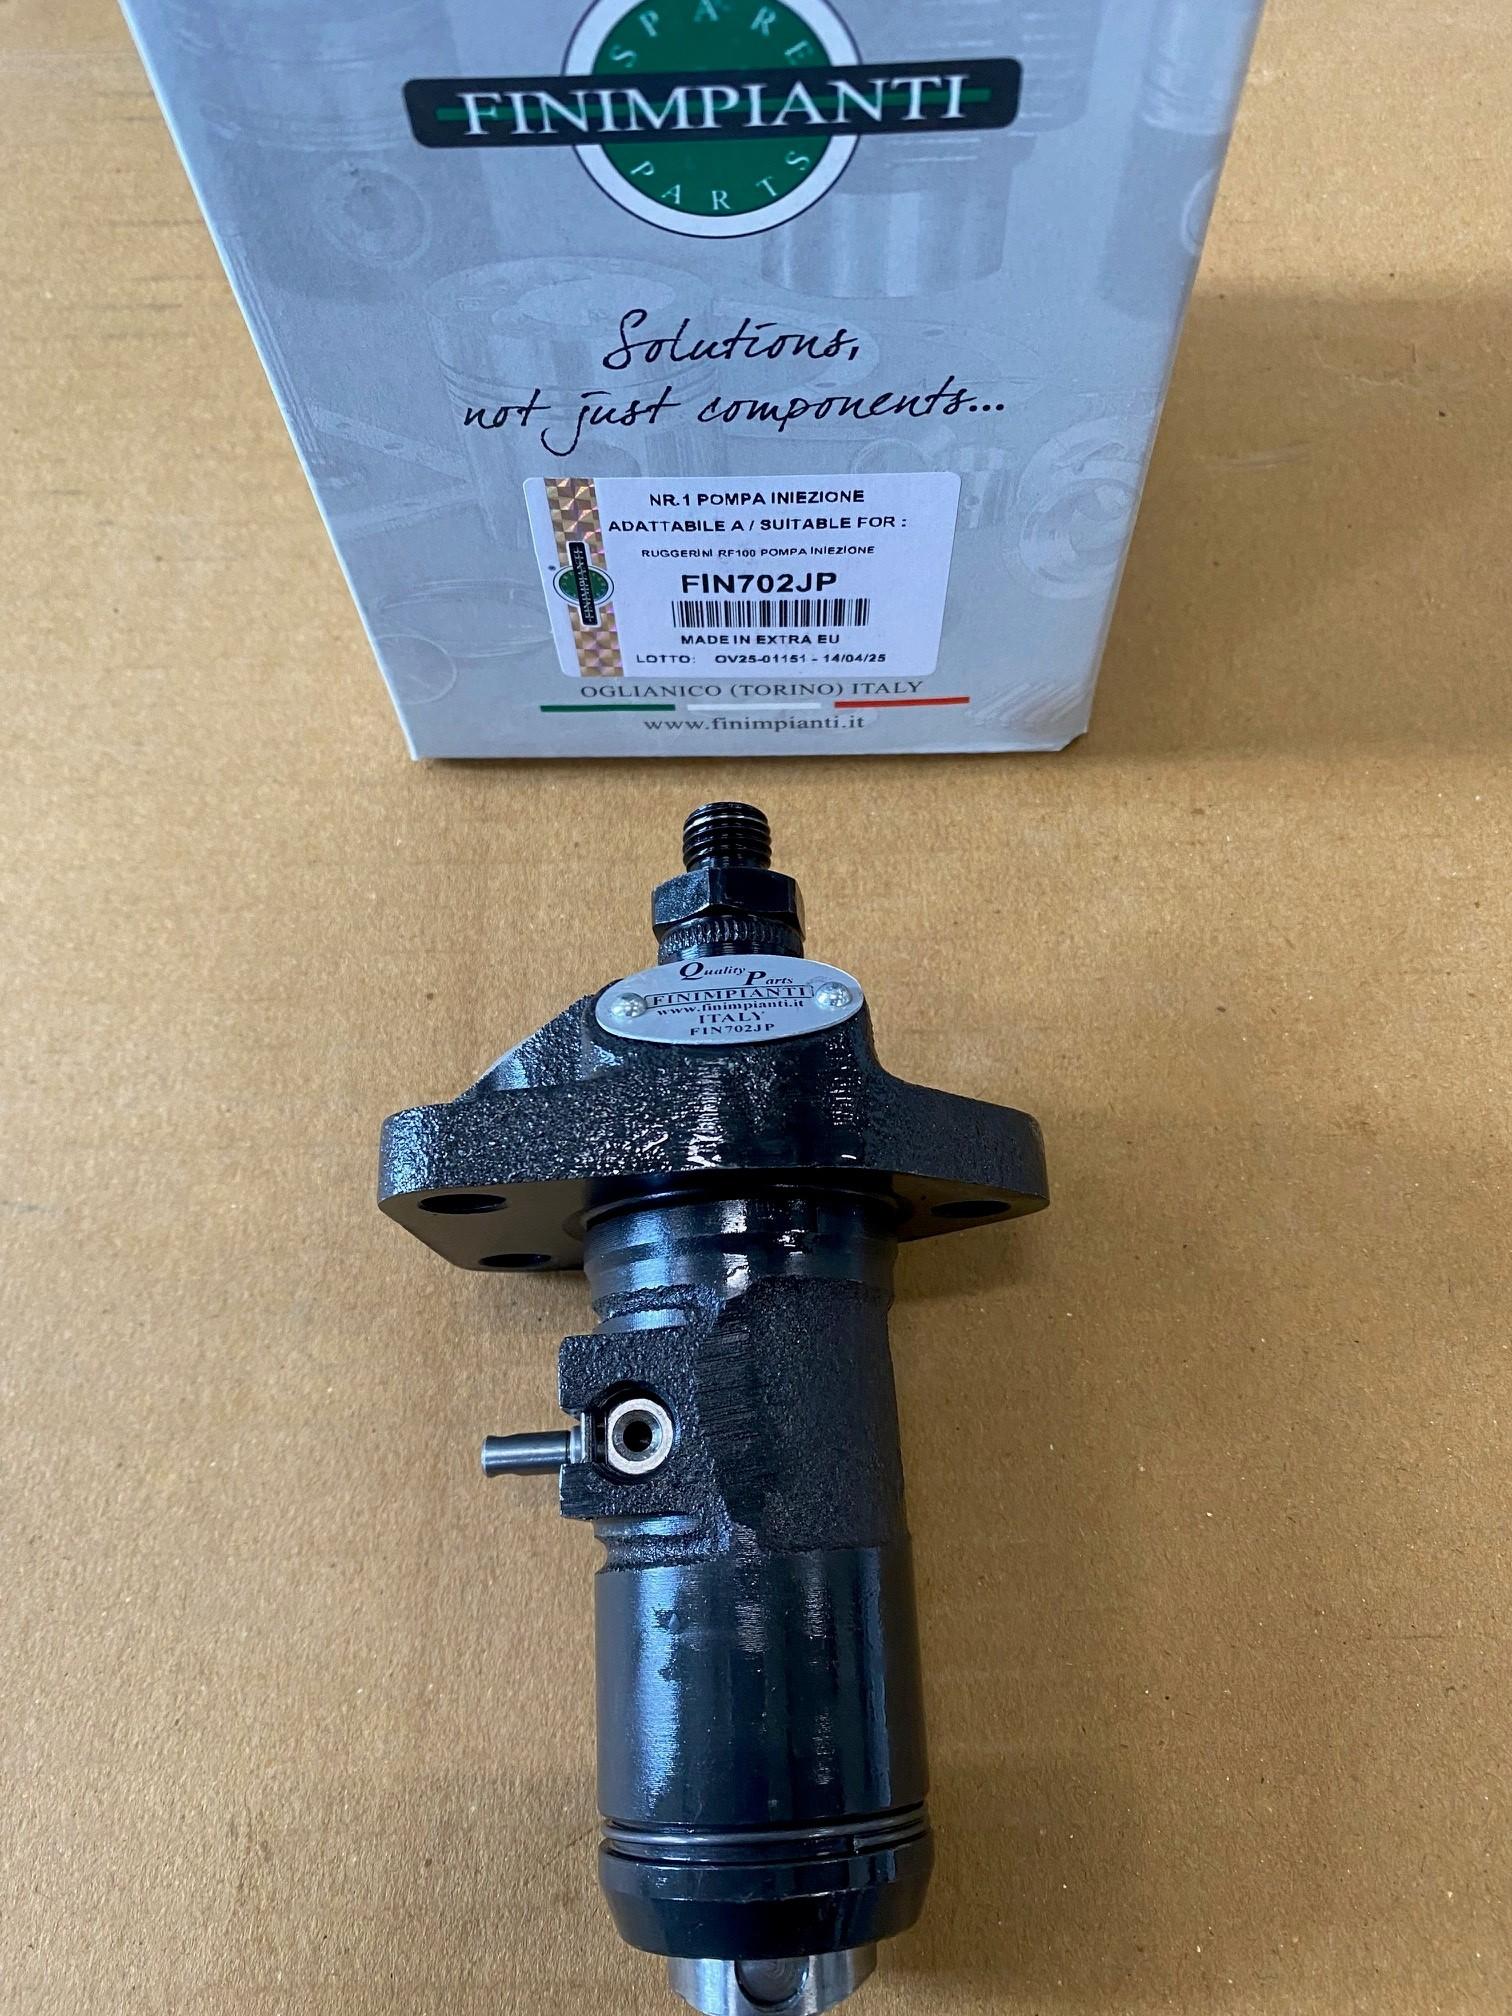 SPARE
FINIMPIANTI
PARTS
Solutions,
not just components...
NR.1 POMPA INIEZIONE
ADATTABILE A / SUITABLE FOR :
RUGGERINI RF100 POMPA INIEZIONE
FINIMPIANTI
FIN702JP
MADE IN EXTRA EU
LOTTO: OV25-01151 - 14/04/25
OGLIANICO (TORINO) ITALY
www.finimpianti.it
Quality Parts
FINIMPIANTI
www.finimpianti.it
ITALY
FIN702JP